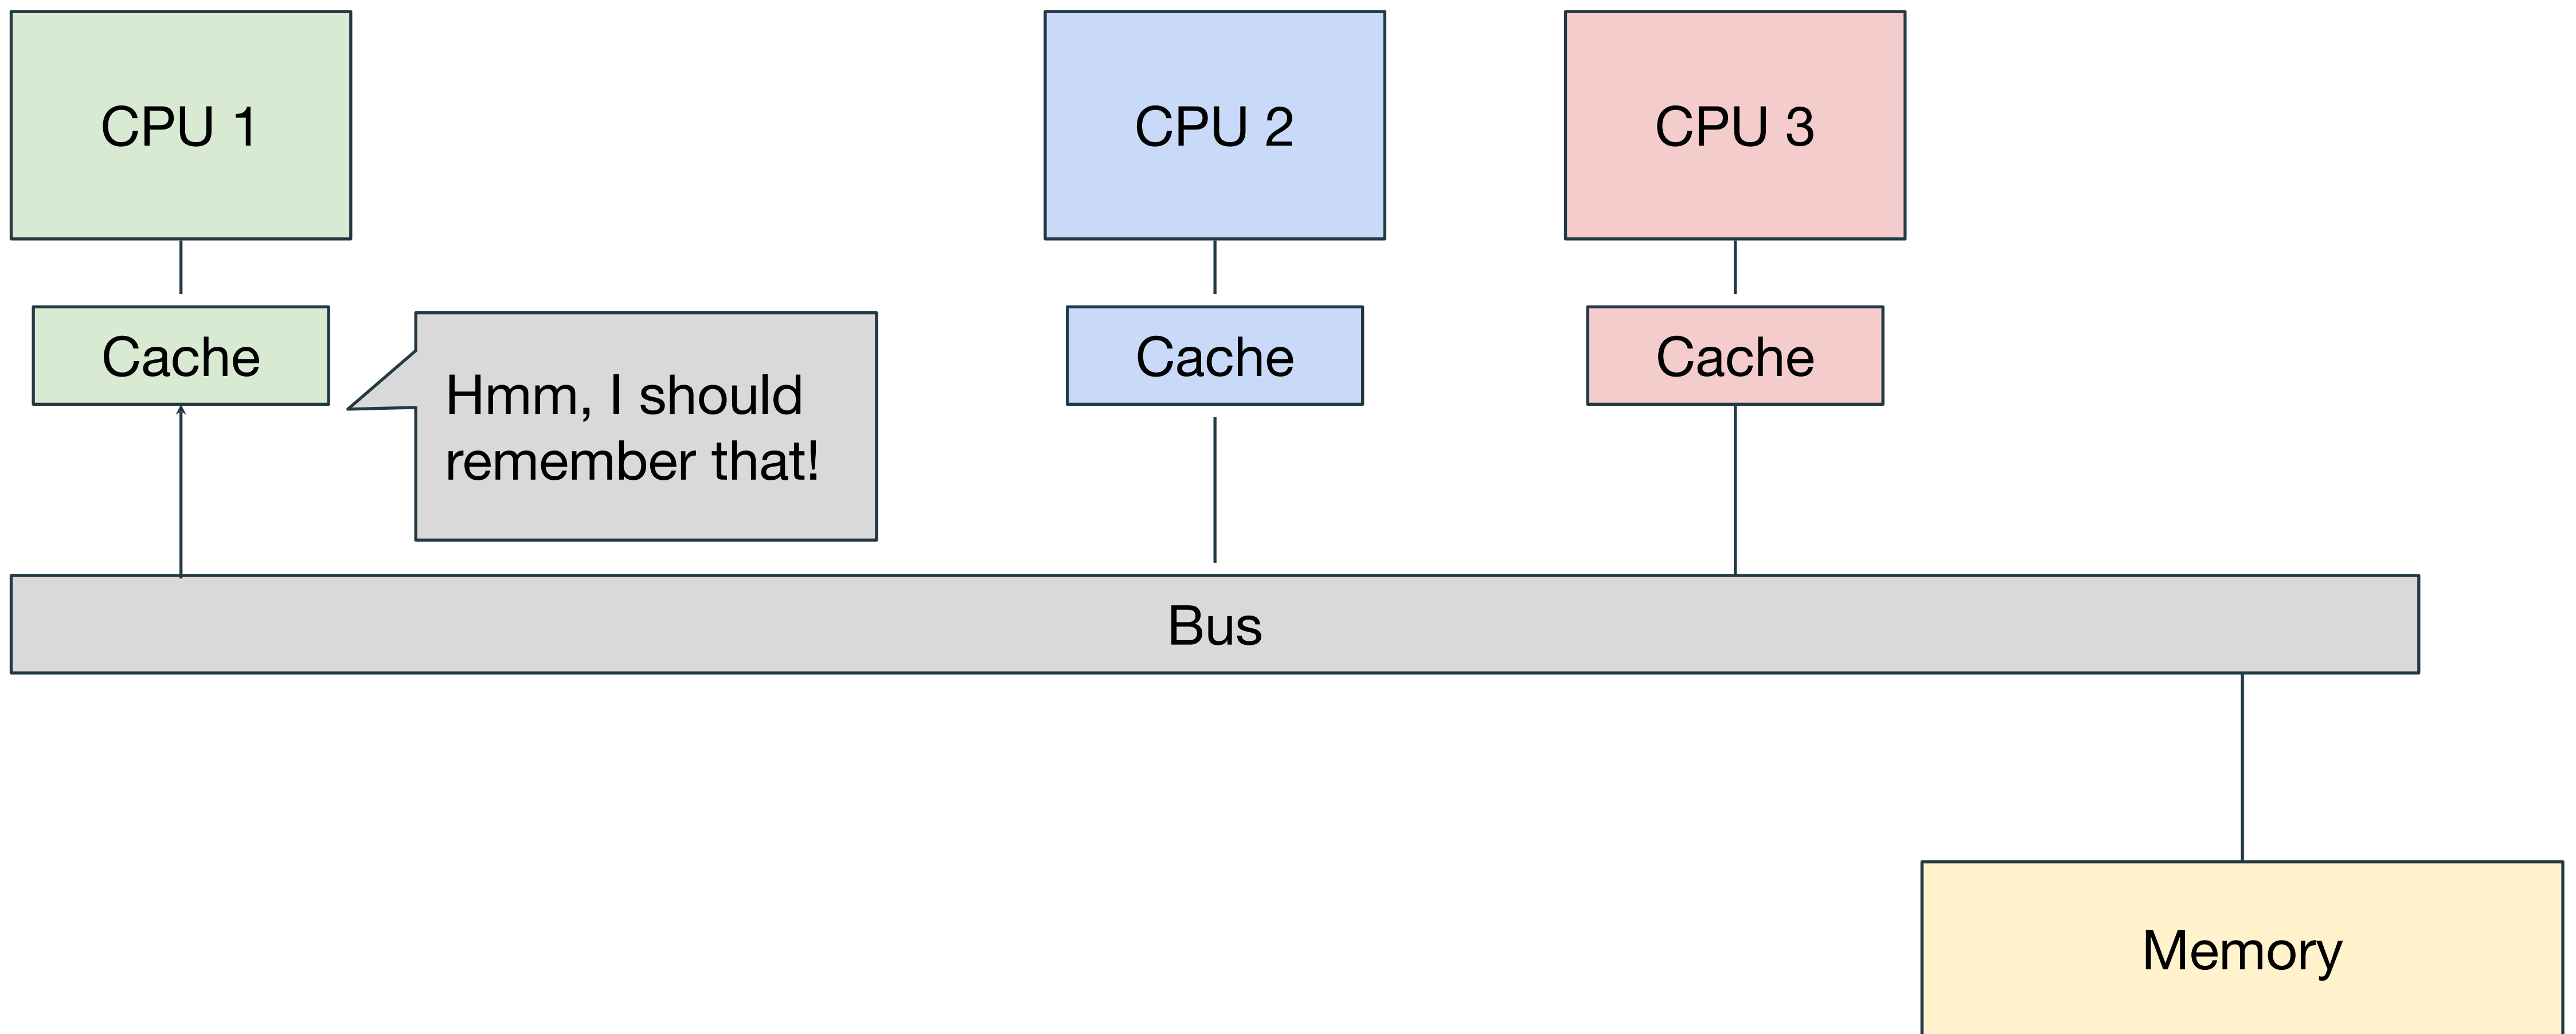 CPU 1
CPU 2
CPU 3
Cache
Hmm, I should
remember that!
Cache
Cache
Bus
Memory